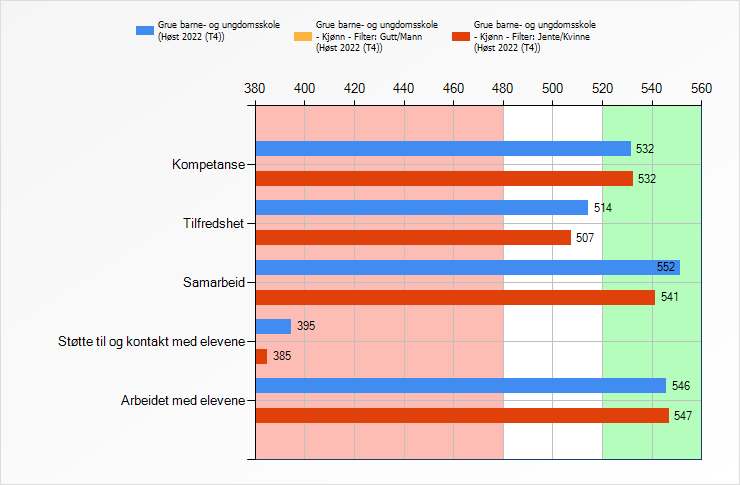 Grue barne- og ungdomsskole
(Høst 2022 (T4))
Grue barne- og ungdomsskole
- Kjønn - Filter: Gutt/Mann
(Høst 2022 (T4))
Grue barne- og ungdomsskole
- Kjønn - Filter: Jente/Kvinne
(Høst 2022 (T4))
380 400 420 440 460 480 500 520 540 560
Kompetanse
532
532
Tilfredshet
514
507
Samarbeid
552
541
Støtte til og kontakt med elevene
395
385
Arbeidet med elevene
546
547